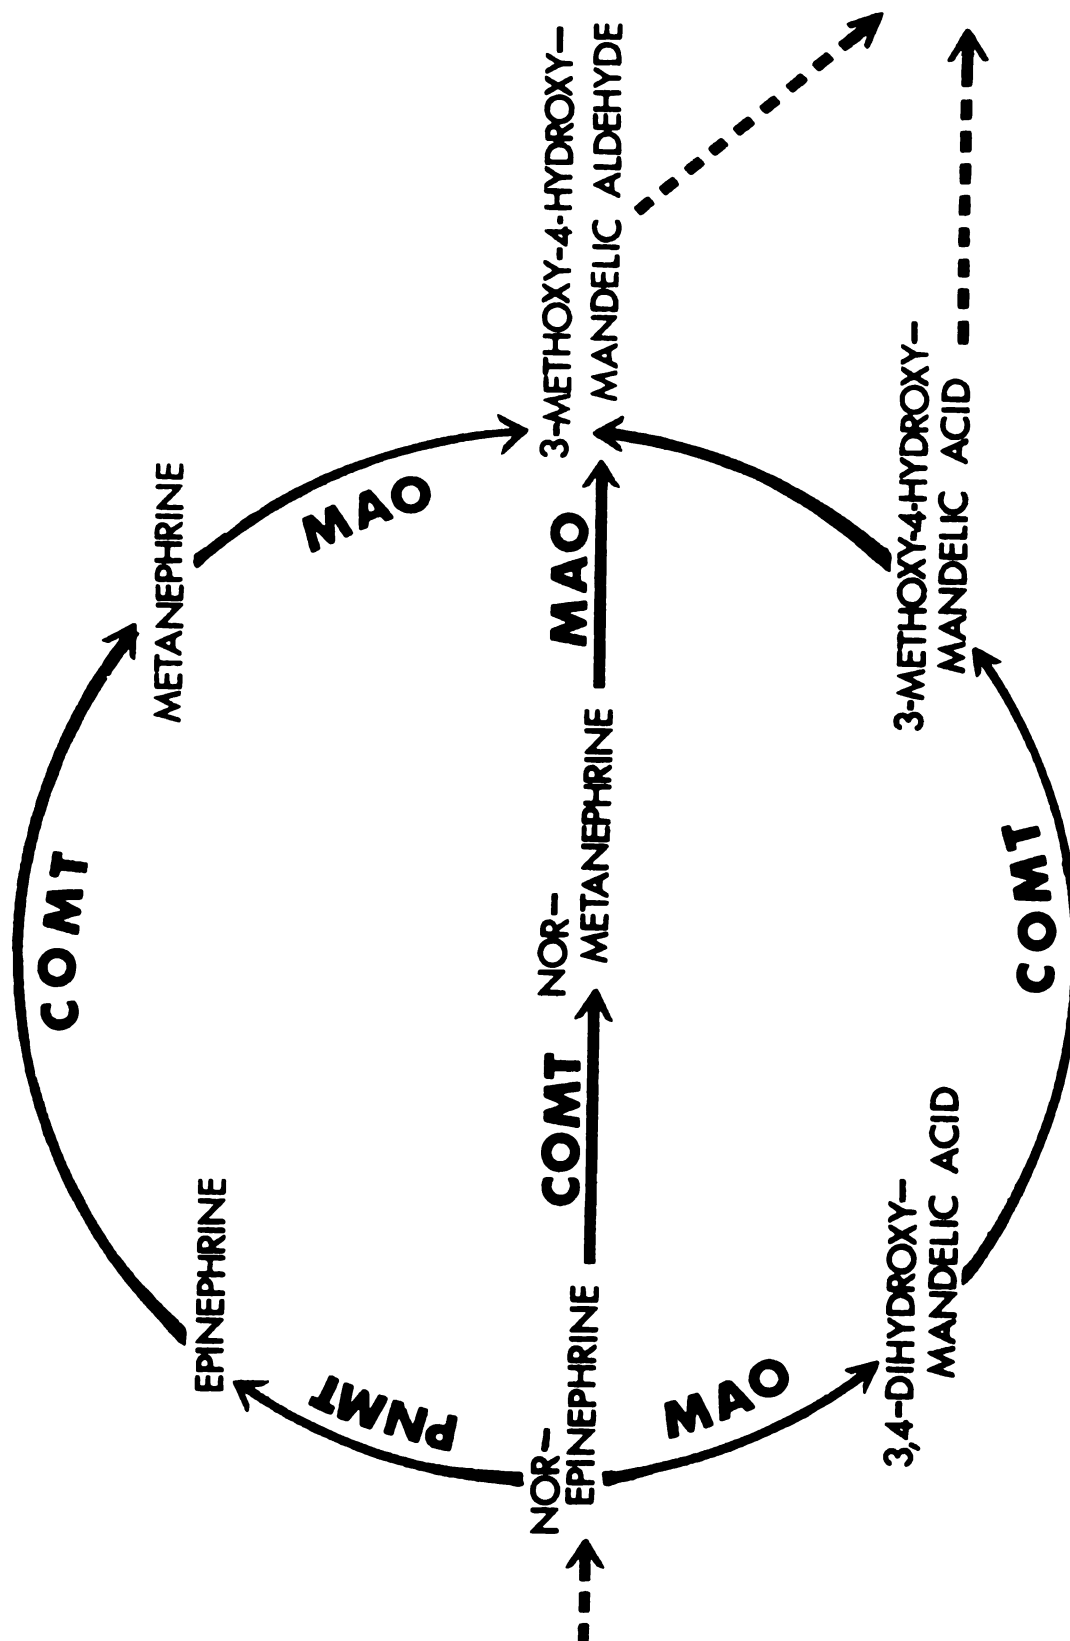 NOR-
EPINEPHRINE
PNMT
EPINEPHRINE
COMT
METANEPHRINE
MAO
COMT
NOR-
METANEPHRINE
MAO
3-METHOXY-4-HYDROXY-
MANDELIC ALDEHYDE
MAO
3,4-DIHYDROXY-
MANDELIC ACID
COMT
3-METHOXY-4-HYDROXY-
MANDELIC ACID